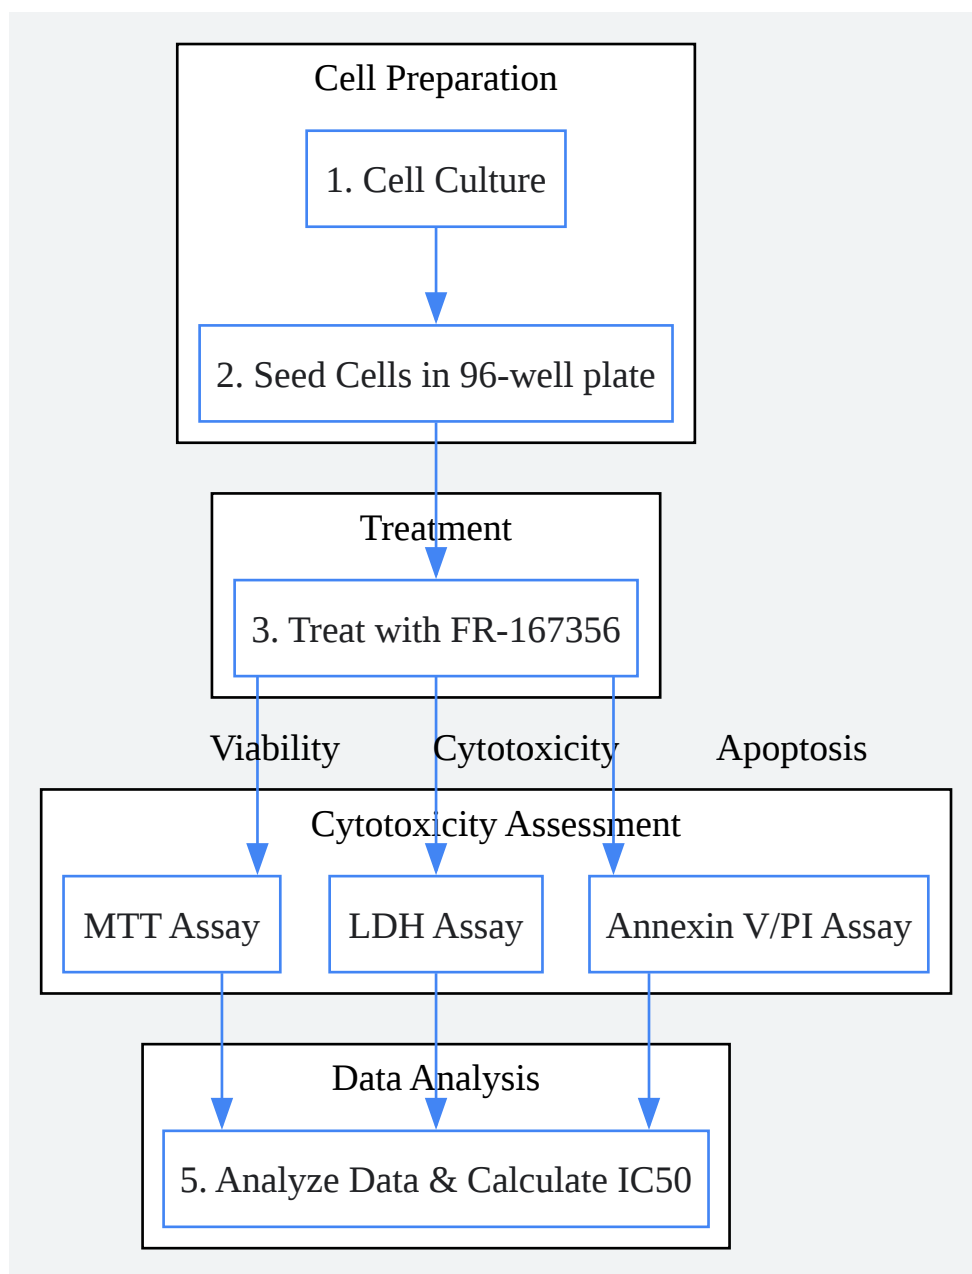 Cell Preparation
1. Cell Culture
2. Seed Cells in 96-well plate
Treatment
3. Treat with FR-167356
Viability
Cytotoxicity
Apoptosis
Cytotoxicity Assessment
MTT Assay
LDH Assay
Annexin V/PI Assay
Data Analysis
5. Analyze Data & Calculate IC50